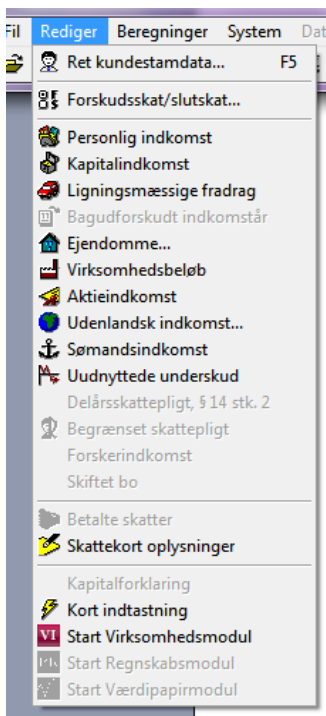 Fil Rediger Beregninger System Dat
Ret kundestamdata... F5
Forskudsskat/slutskat...
Personlig indkomst
Kapitalindkomst
Ligningsmæssige fradrag
Bagudforskudt indkomstår
Ejendomme...
Virksomhedsbeløb
Aktieindkomst
Udenlandsk indkomst...
Sømandsindkomst
Uudnyttede underskud
Delårsskattepligt, §14 stk. 2
Begrænset skattepligt
Forskerindkomst
Skiftet bo
Betalte skatter
Skattekort oplysninger
Kapitalforklaring
Kort indtastning
VI Start Virksomhedsmodul
Start Regnskabsmodul
Start Værdipapirmodul